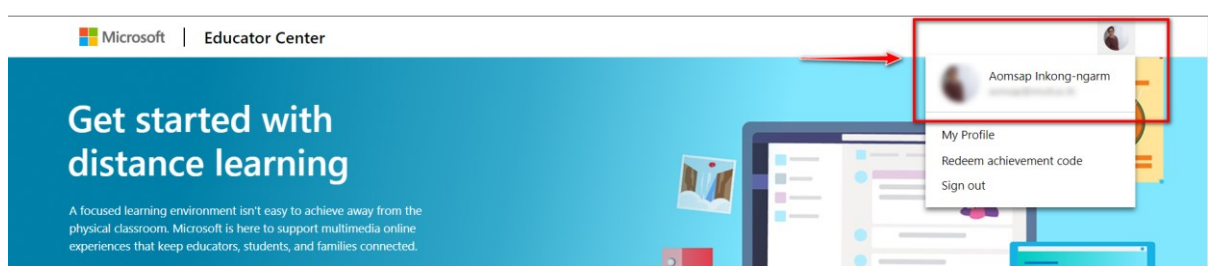 Microsoft | Educator Center
Aomsap Inkong-ngarm
My Profile
Redeem achievement code
Sign out
Get started with
distance learning
A focused learning environment isn't easy to achieve away from the
physical classroom. Microsoft is here to support multimedia online
experiences that keep educators, students, and families connected.